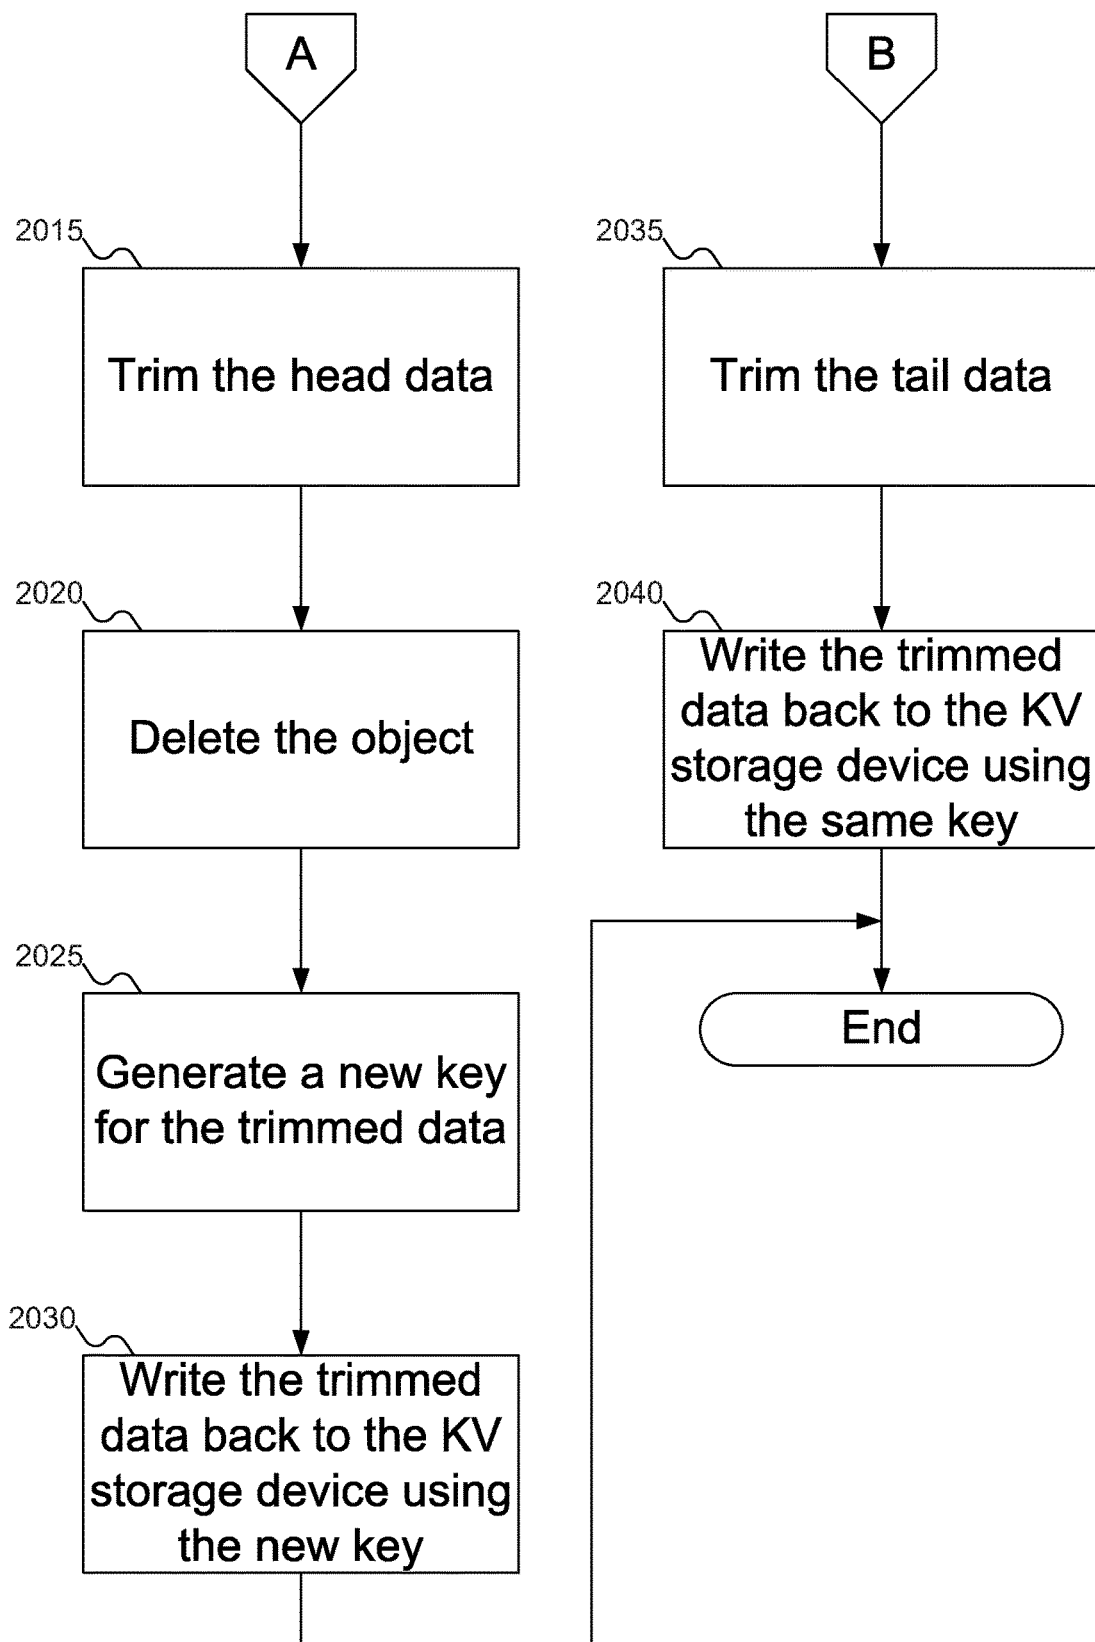 A
2015
Trim the head data
2020
Delete the object
2025
Generate a new key
for the trimmed data
2030
Write the trimmed
data back to the KV
storage device using
the new key
B
2035
Trim the tail data
2040
Write the trimmed
data back to the KV
storage device using
the same key
End